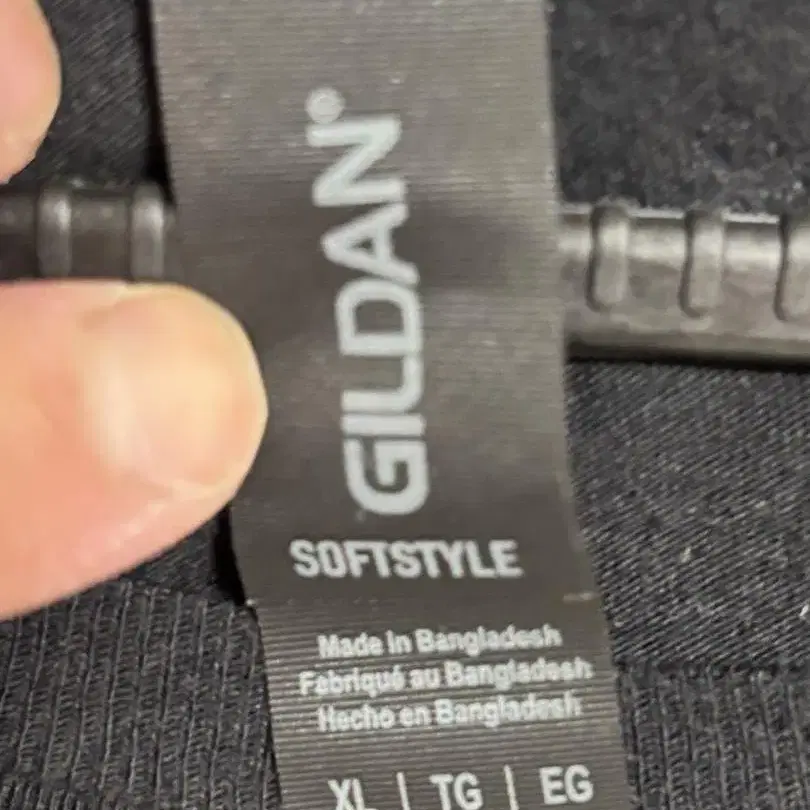 GILDAN®
SOFTSTYLE
Made in Bangladesh
Fabriqué au Bangladesh
Hecho en Bangladesh
XL | TG | EG